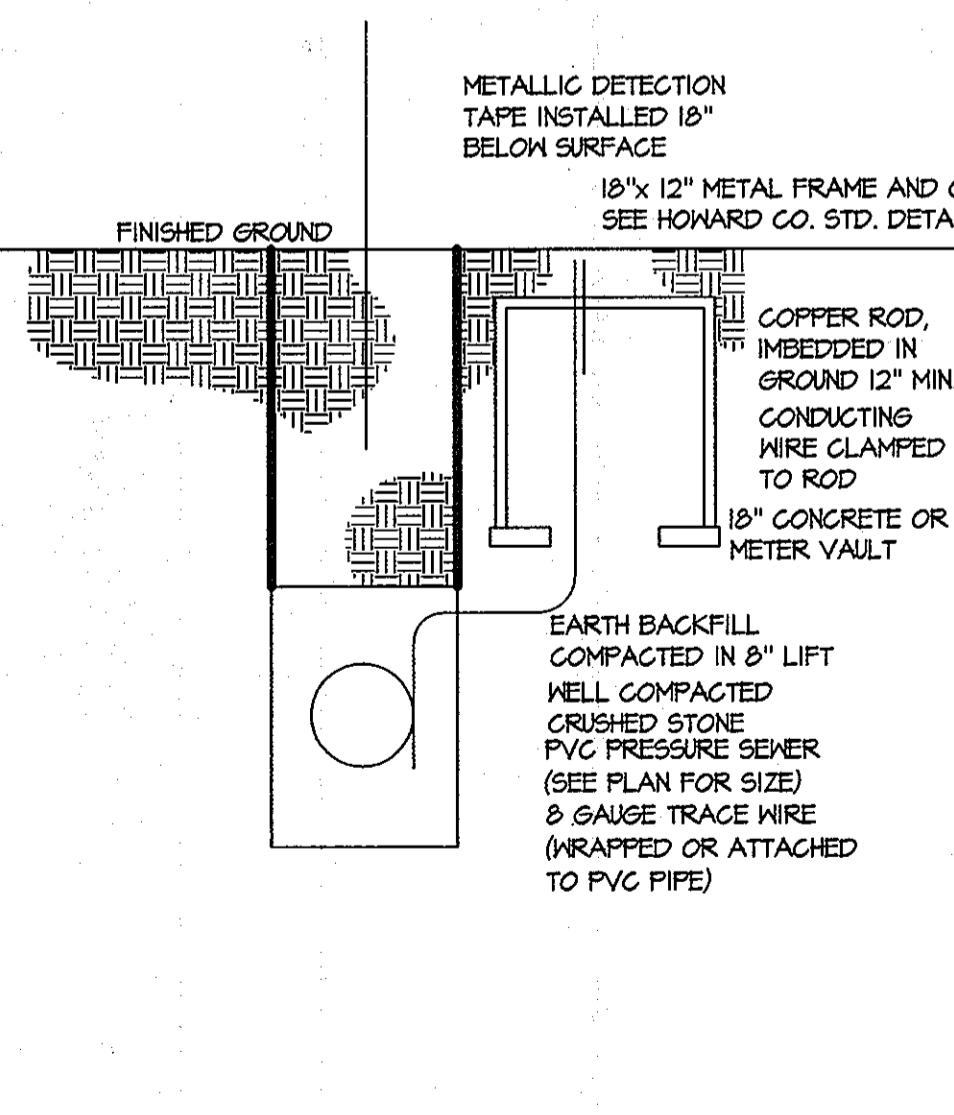 METALLIC DETECTION
TAPE INSTALLED 18"
BELOW SURFACE
18"x 12" METAL FRAME AND
SEE HOWARD CO. STD.
FINISHED GROUND
COPPER ROD,
IMBEDDED IN
GROUND 12" MIN.
CONDUCTING
WIRE CLAMPED
TO ROD
18" CONCRETE OR
METER VAULT
EARTH BACKFILL
COMPACTED IN 8" LIFT
WELL COMPACTED
CRUSHED STONE
PVC PRESSURE SEWER
(SEE PLAN FOR SIZE)
8 GAUGE TRACE WIRE
(WRAPPED OR ATTACHED
TO PVC PIPE)